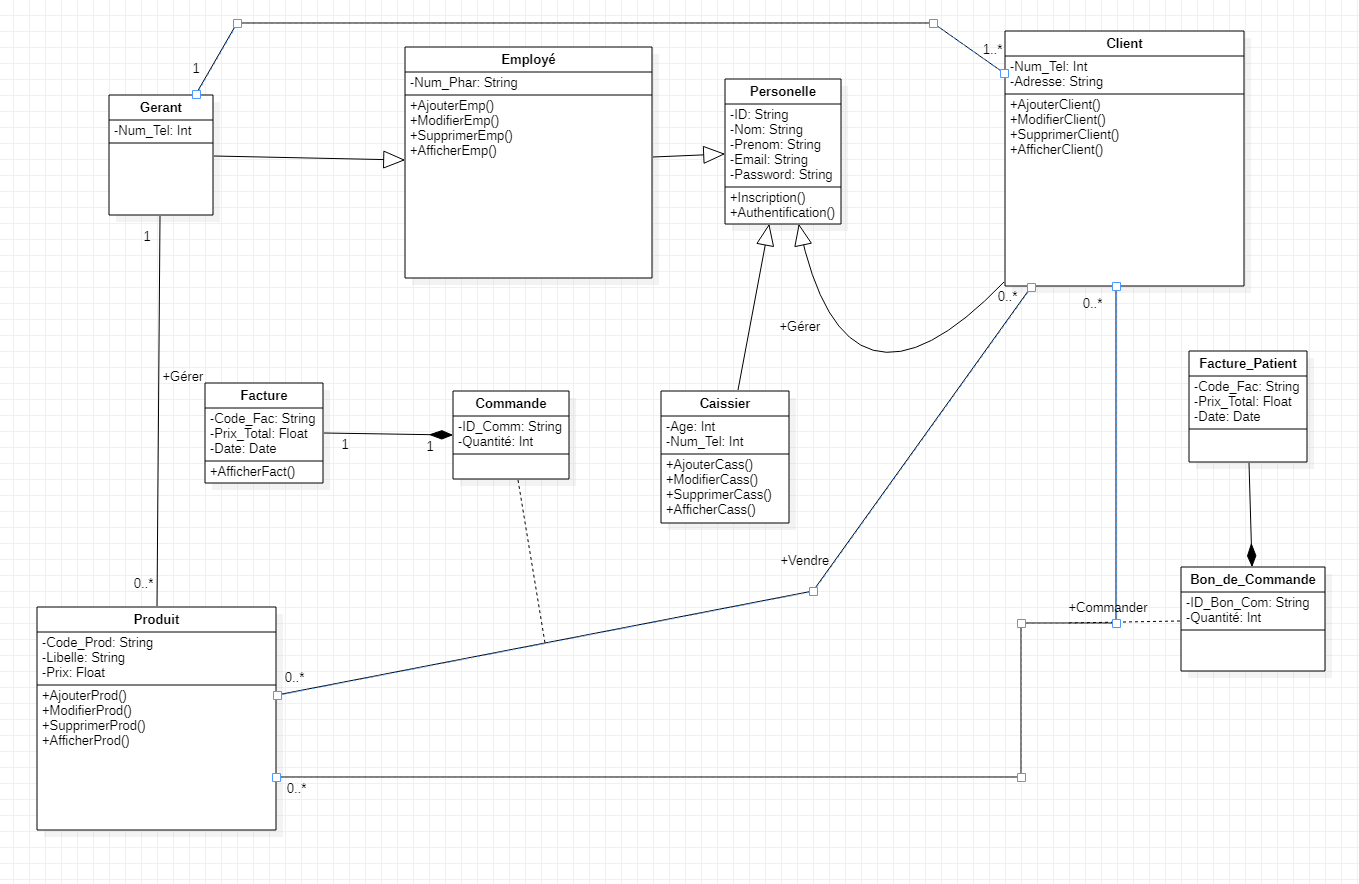 1
1..*
Gerant
-Num_Tel: Int
Employé
-Num_Phar: String
+AjouterEmp()
+ModifierEmp()
+SupprimerEmp()
+AfficherEmp()
Personelle
-ID: String
-Nom: String
-Prenom: String
-Email: String
-Password: String
+Inscription()
+Authentification()
Client
-Num_Tel: Int
-Adresse: String
+AjouterClient()
+ModifierClient()
+SupprimerClient()
+AfficherClient()
1
0..*
0..*
+Gérer
+Gérer
Facture
-Code_Fac: String
-Prix_Total: Float
-Date: Date
+AfficherFact()
1
1
Commande
-ID_Comm: String
-Quantité: Int
Caissier
-Age: Int
-Num_Tel: Int
+AjouterCass()
+ModifierCass()
+SupprimerCass()
+AfficherCass()
Facture_Patient
-Code_Fac: String
-Prix_Total: Float
-Date: Date
+Vendre
0..*
Bon_de_Commande
-ID_Bon_Com: String
-Quantité: Int
+Commander
Produit
-Code_Prod: String
-Libelle: String
-Prix: Float
+AjouterProd()
+ModifierProd()
+SupprimerProd()
+AfficherProd()
0..*
0..*